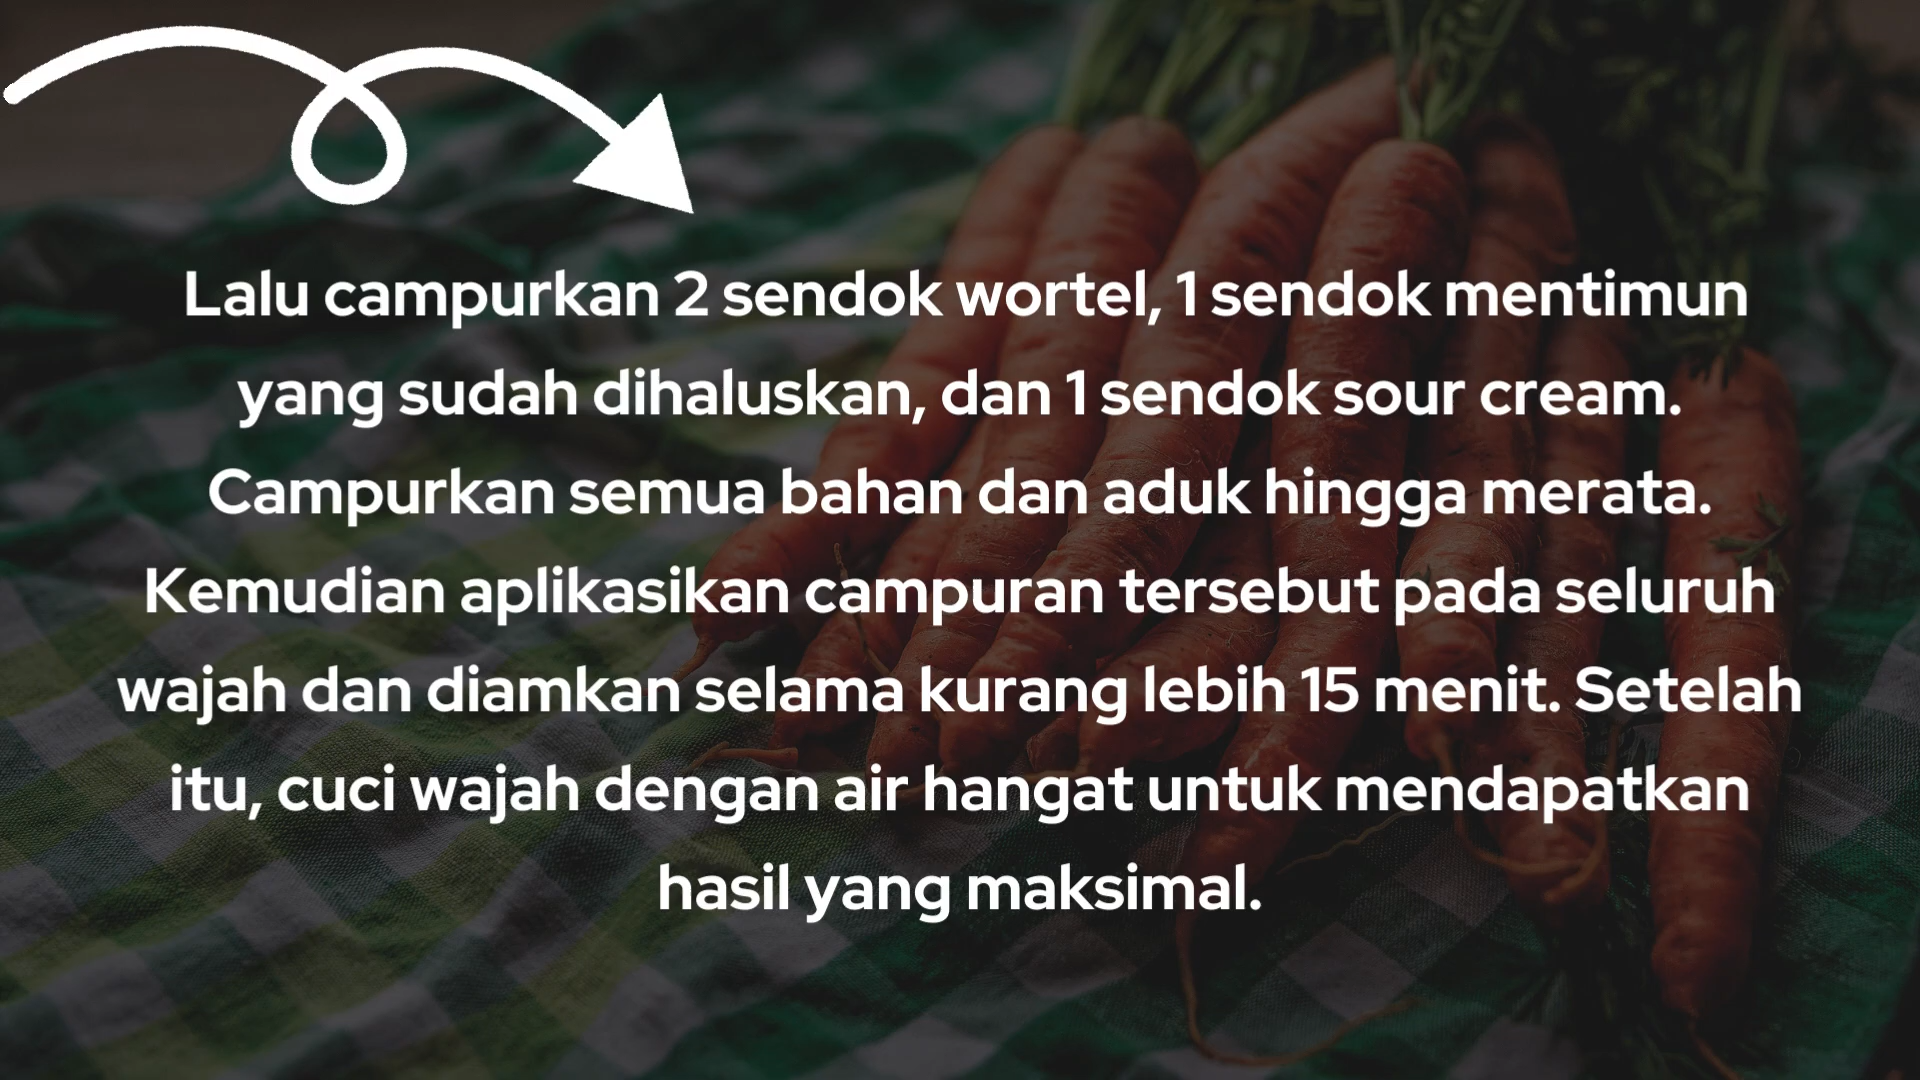 Lalu campurkan 2 sendok wortel, 1 sendok mentimun
yang sudah dihaluskan, dan 1 sendok sour cream.
Campurkan semua bahan dan aduk hingga merata.
Kemudian aplikasikan campuran tersebut pada seluruh
wajah dan diamkan selama kurang lebih 15 menit. Setelah
itu, cuci wajah dengan air hangat untuk mendapatkan
hasil yang maksimal.